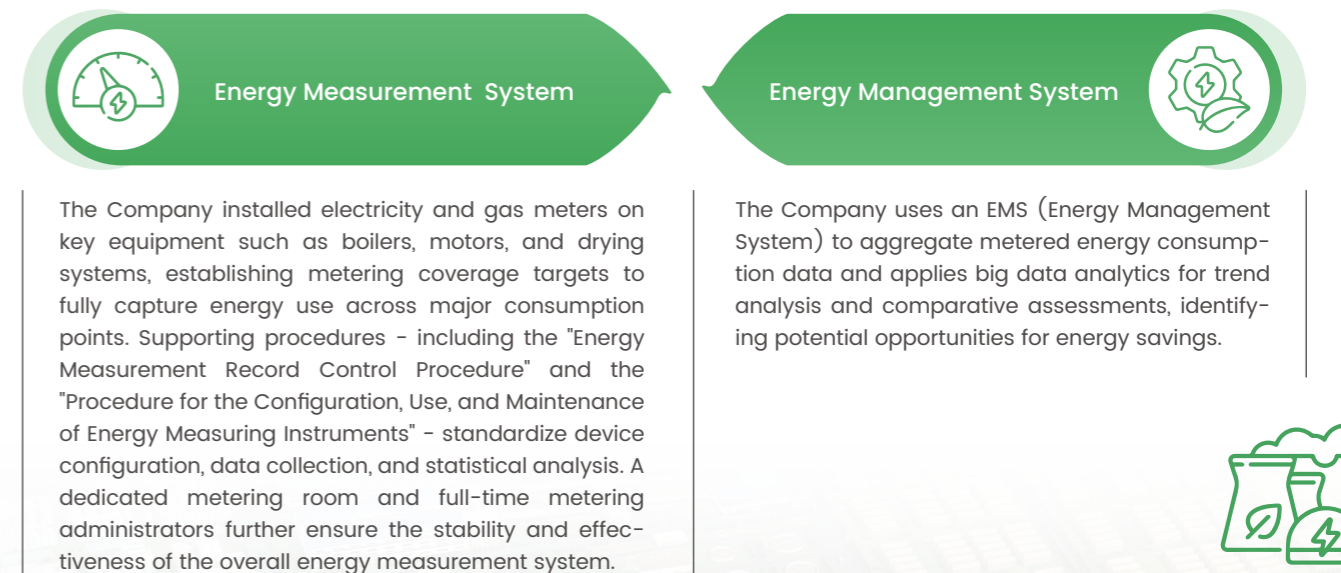 Energy Measurement System
The Company installed electricity and gas meters on
key equipment such as boilers, motors, and drying
systems, establishing metering coverage targets to
fully capture energy use across major consumption
points. Supporting procedures - including the "Energy
Measurement Record Control Procedure" and the
"Procedure for the Configuration, Use, and Maintenance
of Energy Measuring Instruments" - standardize device
configuration, data collection, and statistical analysis. A
dedicated metering room and full-time metering
administrators further ensure the stability and effec-
tiveness of the overall energy measurement system.
Energy Management System
The Company uses an EMS (Energy Management
System) to aggregate metered energy consump-
tion data and applies big data analytics for trend
analysis and comparative assessments, identify-
ing potential opportunities for energy savings.